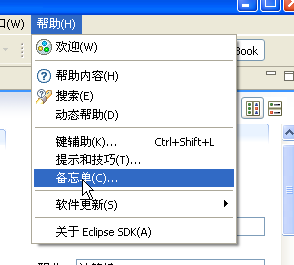 口(W) 帮助(H)
欢迎(W)
Book
帮助内容(H)
搜索(E)
动态帮助(D)
键辅助(K)... Ctrl+Shift+L
提示和技巧(T)...
备忘单(C)...
软件更新(S)
关于 Eclipse SDK(A)